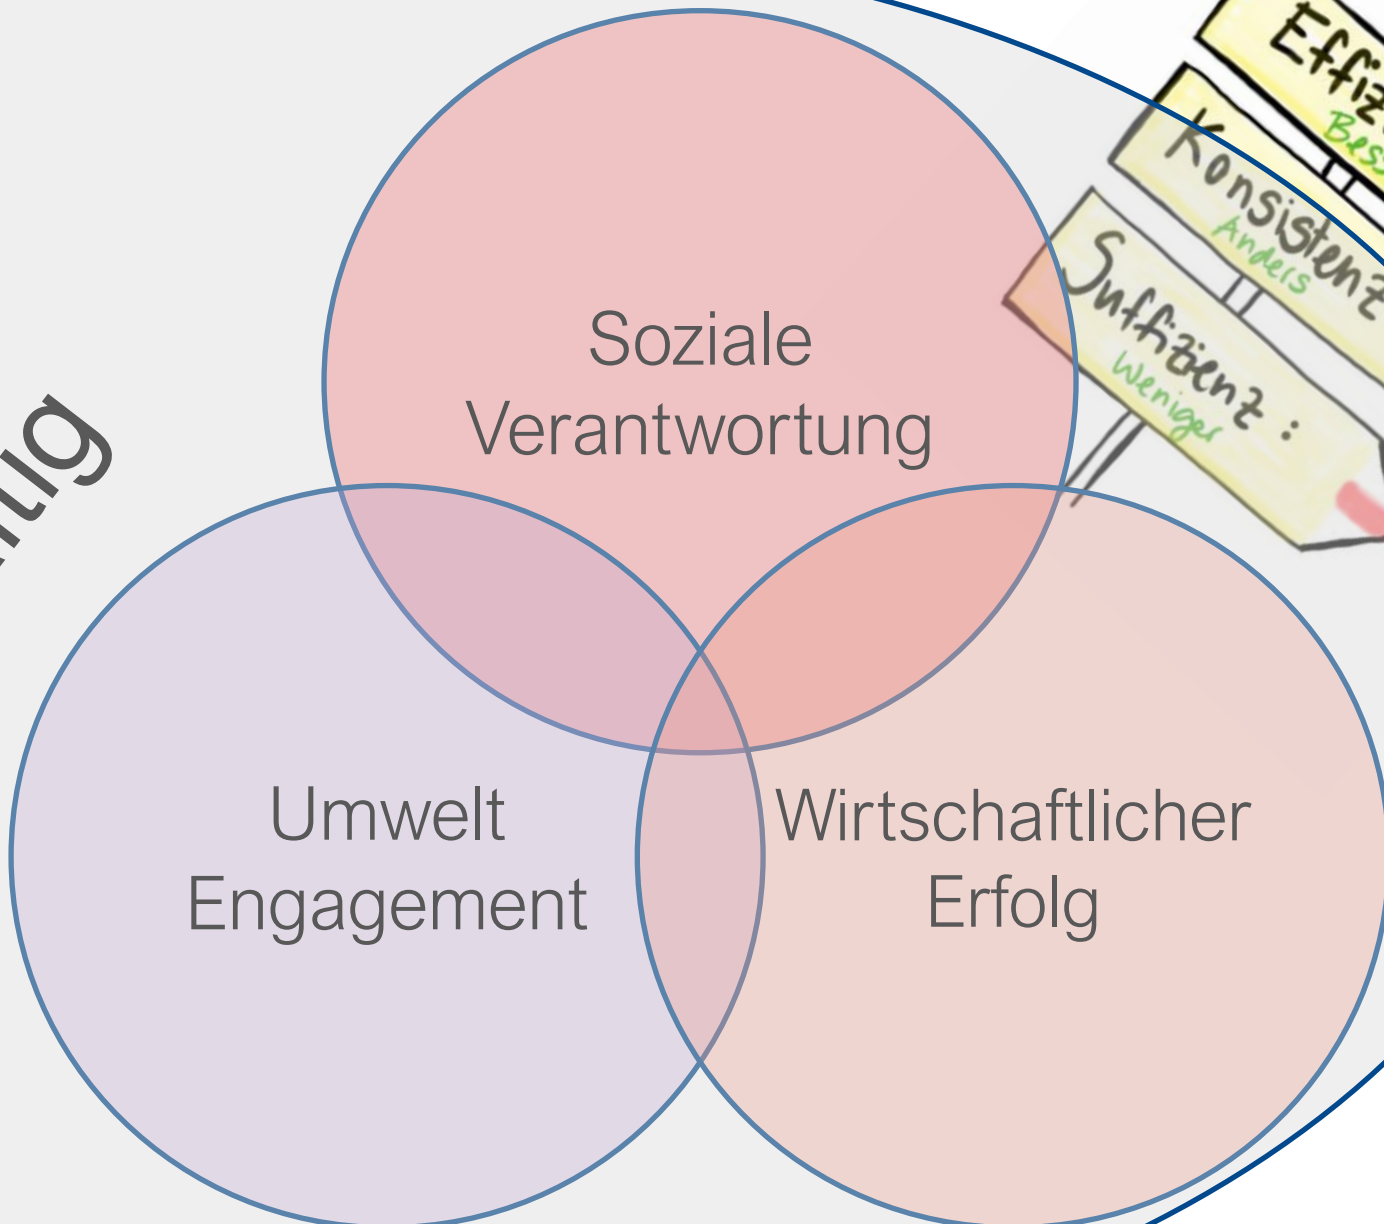 Konsistenz
Anders
Suffizienz:
Weniger
Soziale
Verantwortung
Umwelt
Engagement
Wirtschaftlicher
Erfolg